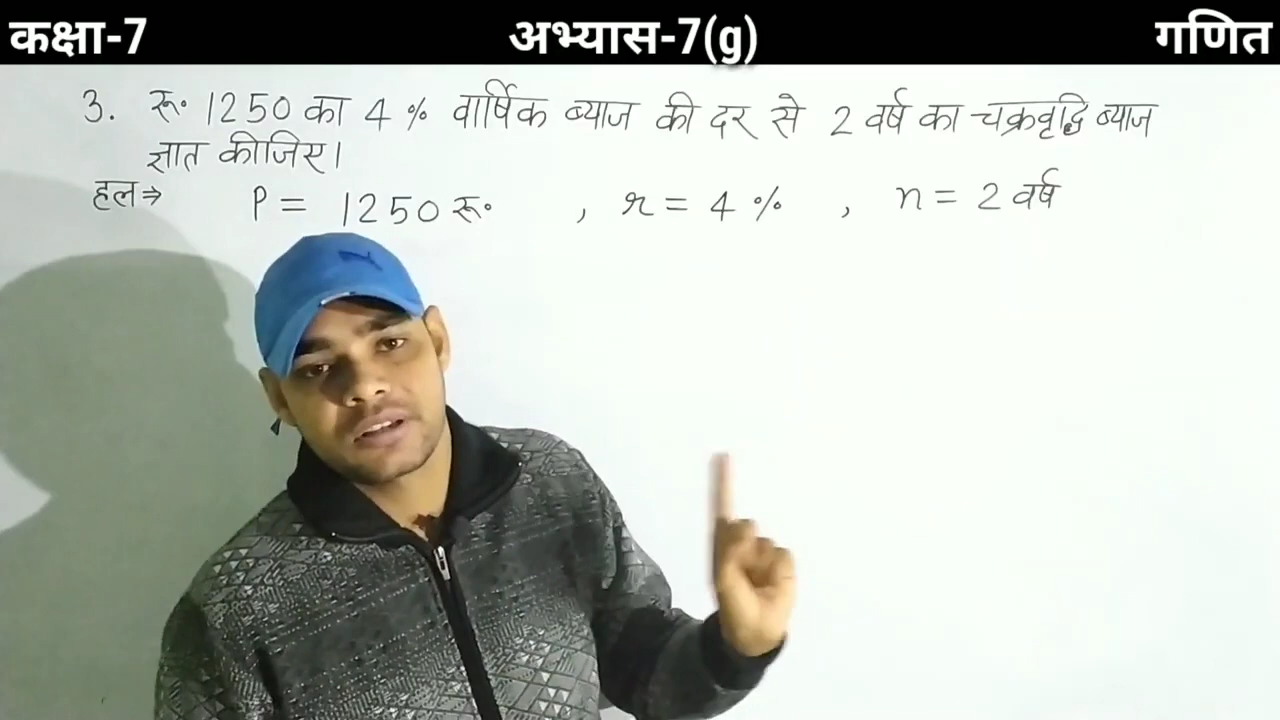 कक्षा-7 अभ्यास-7(g) गणित
3. रू॰ 1250 का 4 % वार्षिक ब्याज की दर से 2 वर्ष का चक्रवृद्धि ब्याज
ज्ञात कीजिए।
हल⇒ P = 1250 रू॰ , r = 4 % , n = 2 वर्ष